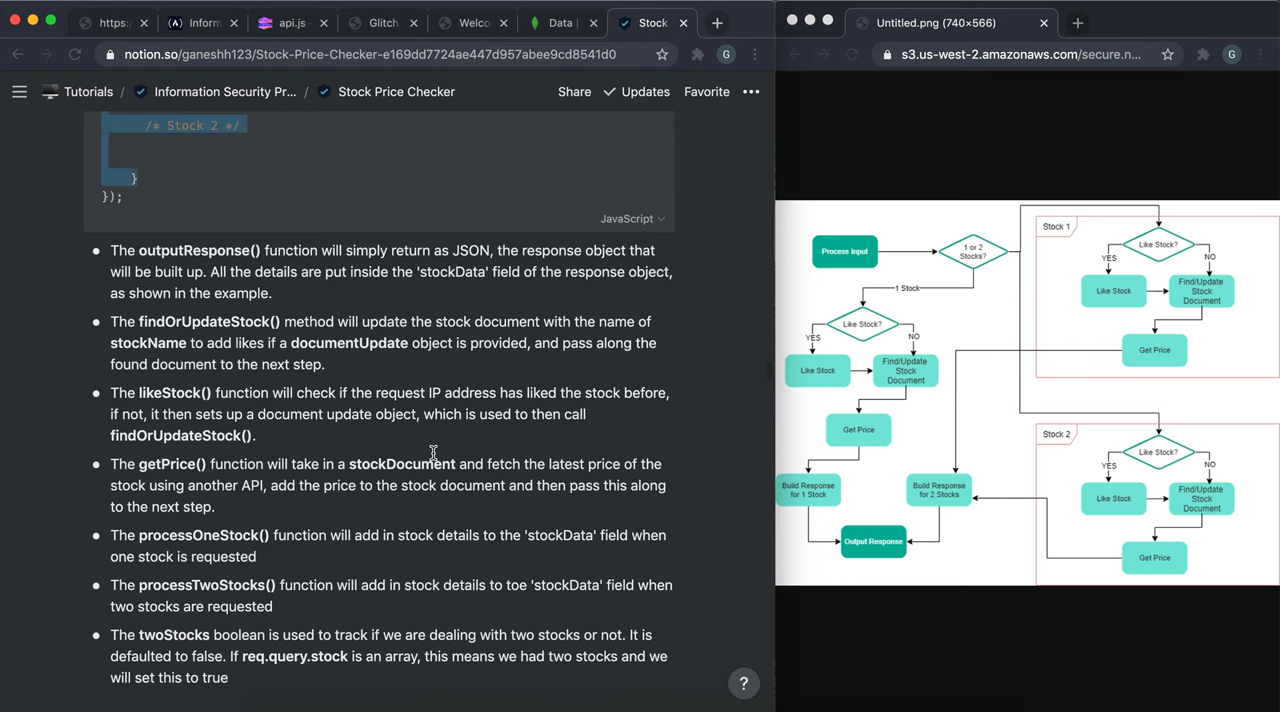 https:
Inform
api.js -
Glitch
Welco
Data |
Stock
notion.so/ganeshh123/Stock-Price-Checker-e169dd7724ae447d957abee9cd8541d0
G
Tutorials / Information Security Pr... / Stock Price Checker
Share Updates Favorite •••
/* Stock 2 */
}
});
JavaScript
• The outputResponse() function will simply return as JSON, the response object that
will be built up. All the details are put inside the 'stockData' field of the response object,
as shown in the example.
• The findOrUpdateStock() method will update the stock document with the name of
stockName to add likes if a documentUpdate object is provided, and pass along the
found document to the next step.
• The likeStock() function will check if the request IP address has liked the stock before,
if not, it then sets up a document update object, which is used to then call
findOrUpdateStock().
• The getPrice() function will take in a stockDocument and fetch the latest price of the
stock using another API, add the price to the stock document and then pass this along
to the next step.
• The processOneStock() function will add in stock details to the 'stockData' field when
one stock is requested
• The processTwoStocks() function will add in stock details to toe 'stockData' field when
two stocks are requested
• The twoStocks boolean is used to track if we are dealing with two stocks or not. It is
defaulted to false. If req.query.stock is an array, this means we had two stocks and we
will set this to true
?
Untitled.png (740×566)
s3.us-west-2.amazonaws.com/secure.n...
G
Process Input
1 or 2
Stocks?
1 Stock
Like Stock?
YES
NO
Like Stock
Find/Update
Stock
Document
Get Price
Build Response
for 1 Stock
Build Response
for 2 Stocks
Output Response
Stock 1
Like Stock?
YES
NO
Like Stock
Find/Update
Stock
Document
Get Price
Stock 2
Like Stock?
YES
NO
Like Stock
Find/Update
Stock
Document
Get Price